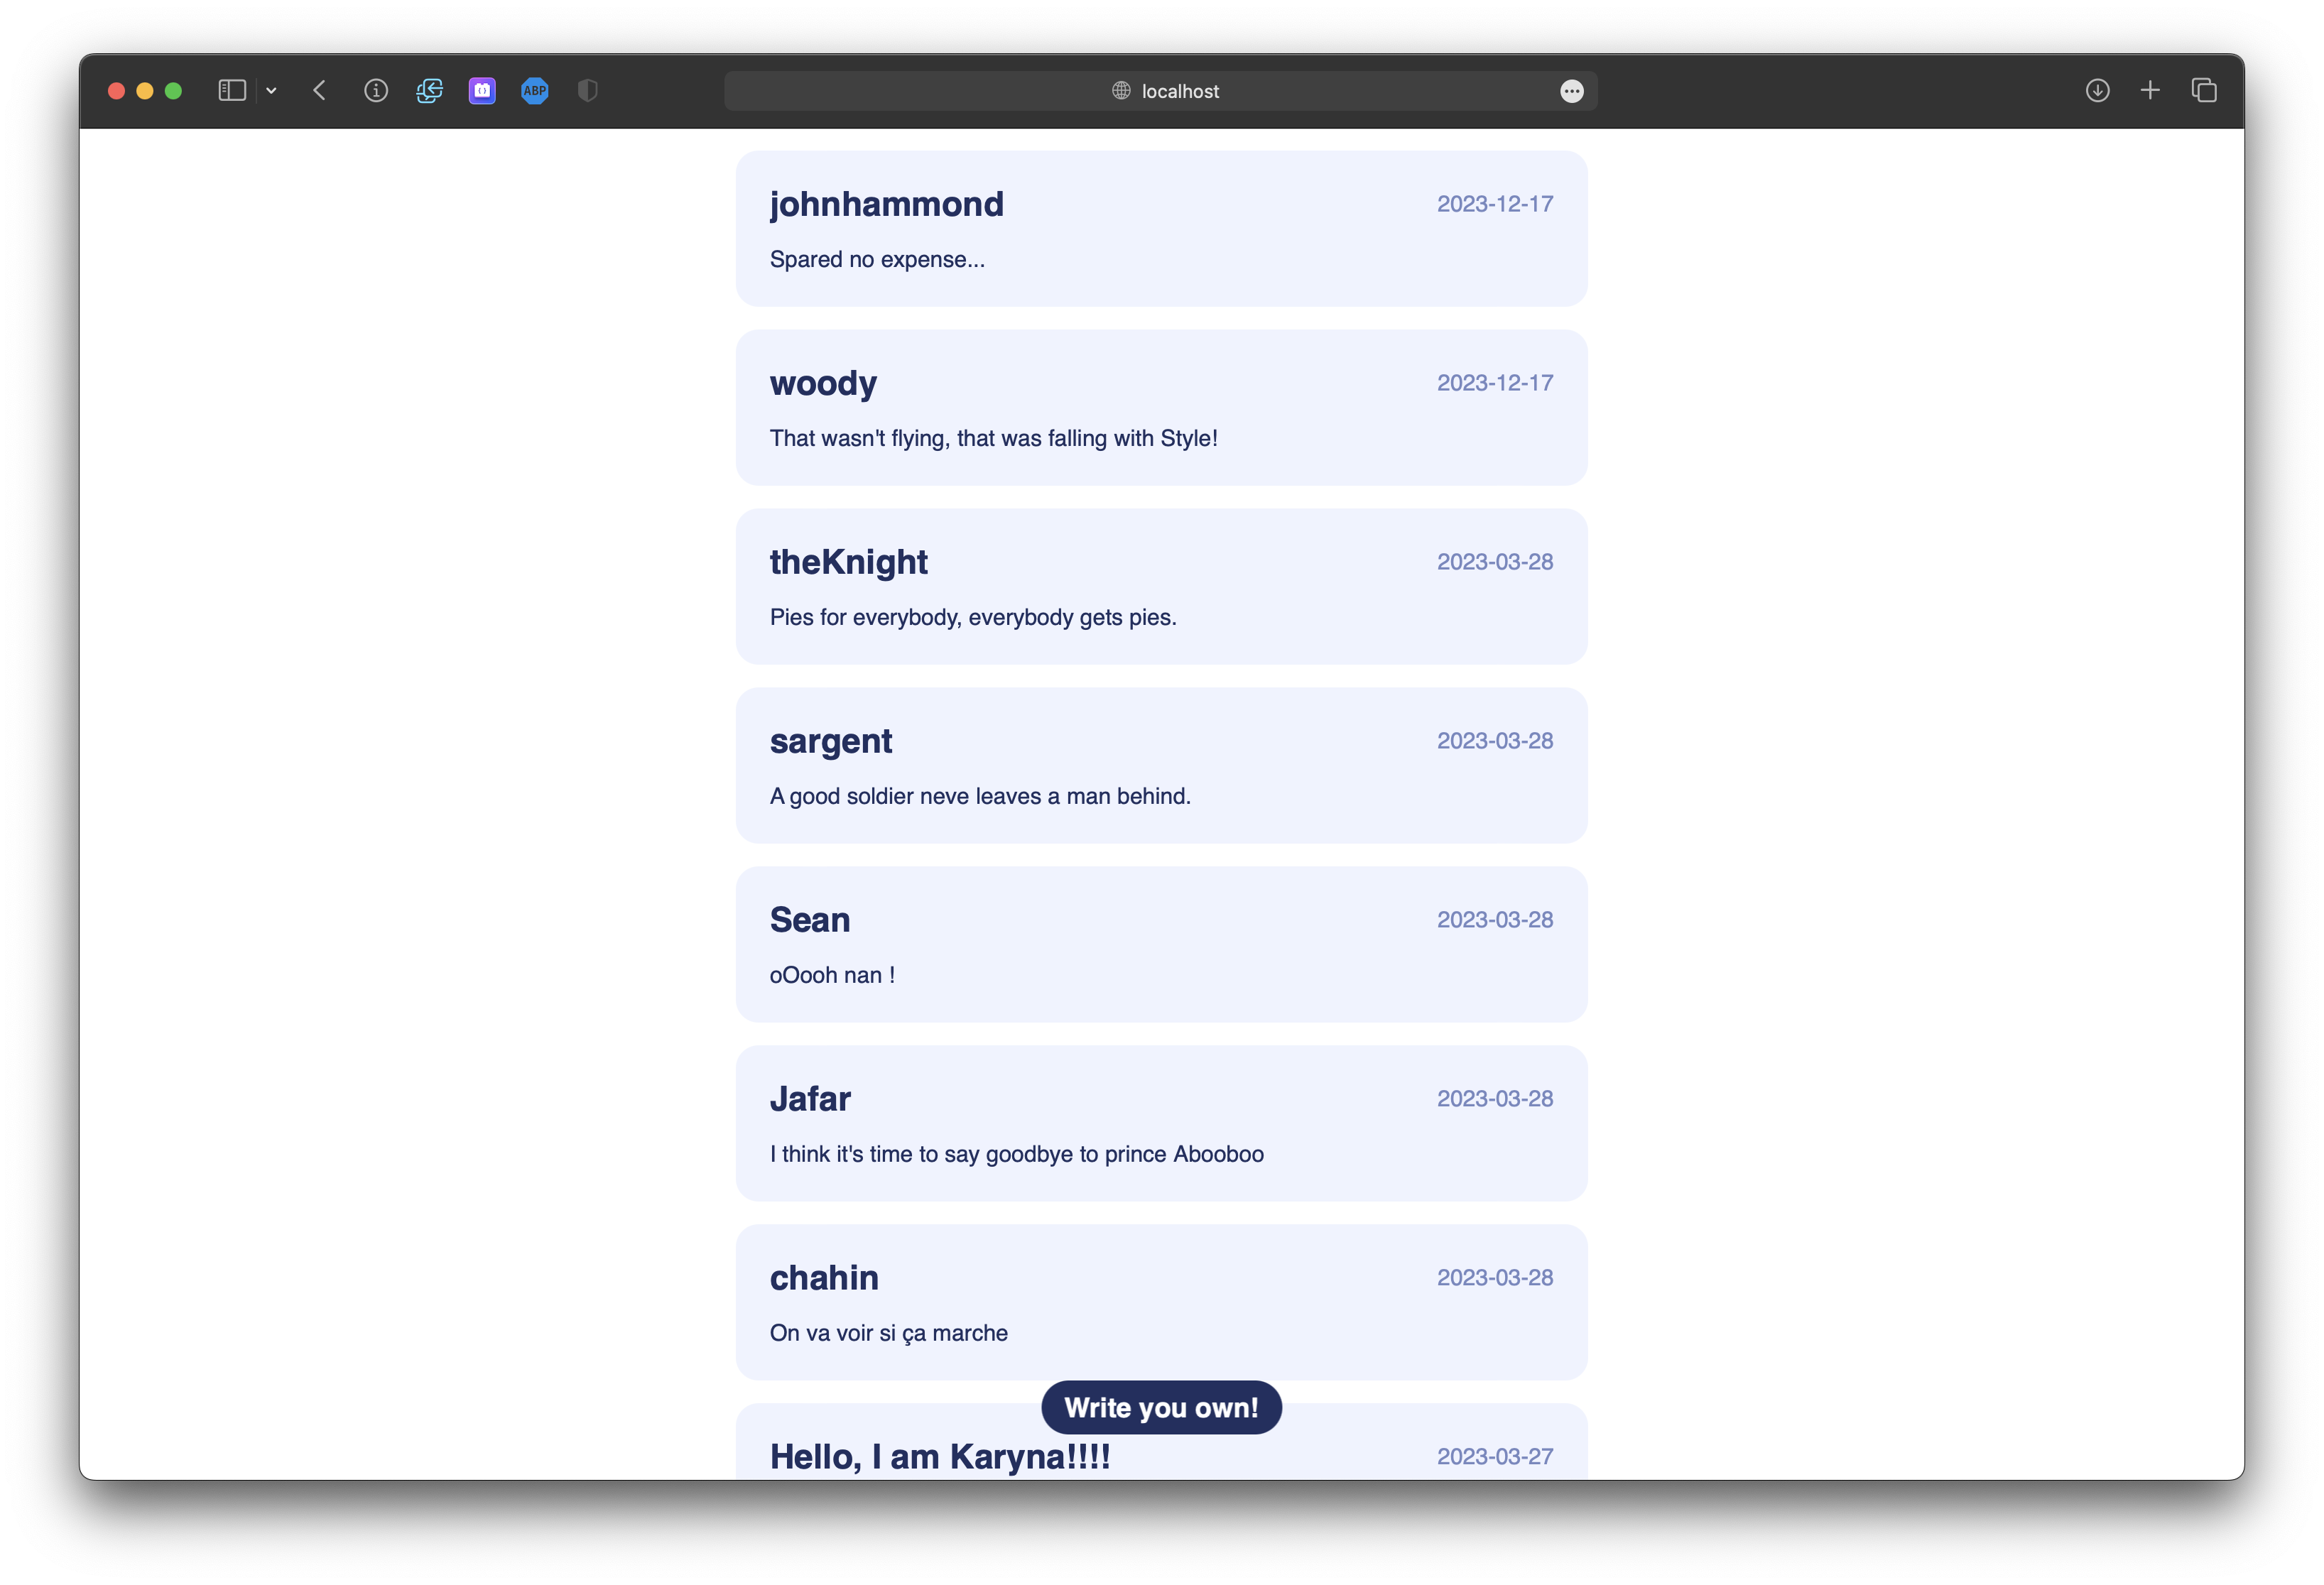 ABP
localhost
johnhammond
2023-12-17
Spared no expense...
woody
2023-12-17
That wasn't flying, that was falling with Style!
theKnight
2023-03-28
Pies for everybody, everybody gets pies.
sargent
2023-03-28
A good soldier neve leaves a man behind.
Sean
2023-03-28
oOooh nan !
Jafar
2023-03-28
I think it's time to say goodbye to prince Abooboo
chahin
2023-03-28
On va voir si ça marche
Write you own!
Hello, I am Karyna!!!!
2023-03-27